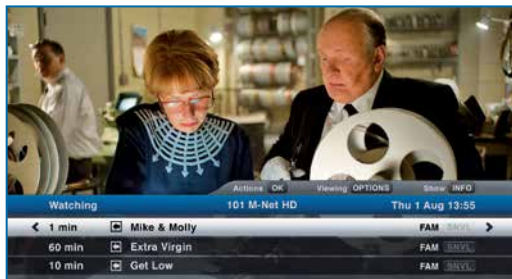 Actions OK Viewing OPTIONS Show INFO
Watching 101 M-Net HD Thu 1 Aug 13:55
1 min Mike & Molly FAM SNVL
60 min Extra Virgin FAM SNVL
10 min Get Low FAM SNVL